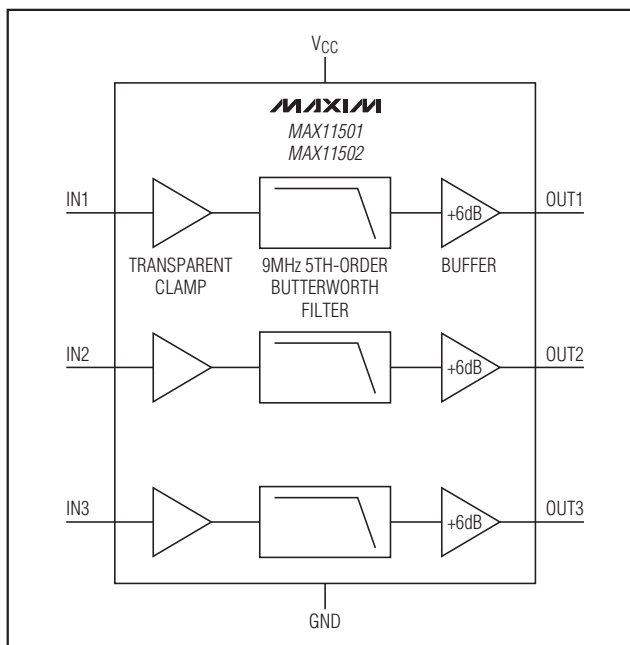 VCC
MAXIM
MAX11501
MAX11502
IN1
+6dB
OUT1
TRANSPARENT
CLAMP
9MHz 5TH-ORDER
BUTTERWORTH
FILTER
BUFFER
IN2
+6dB
OUT2
IN3
+6dB
OUT3
GND